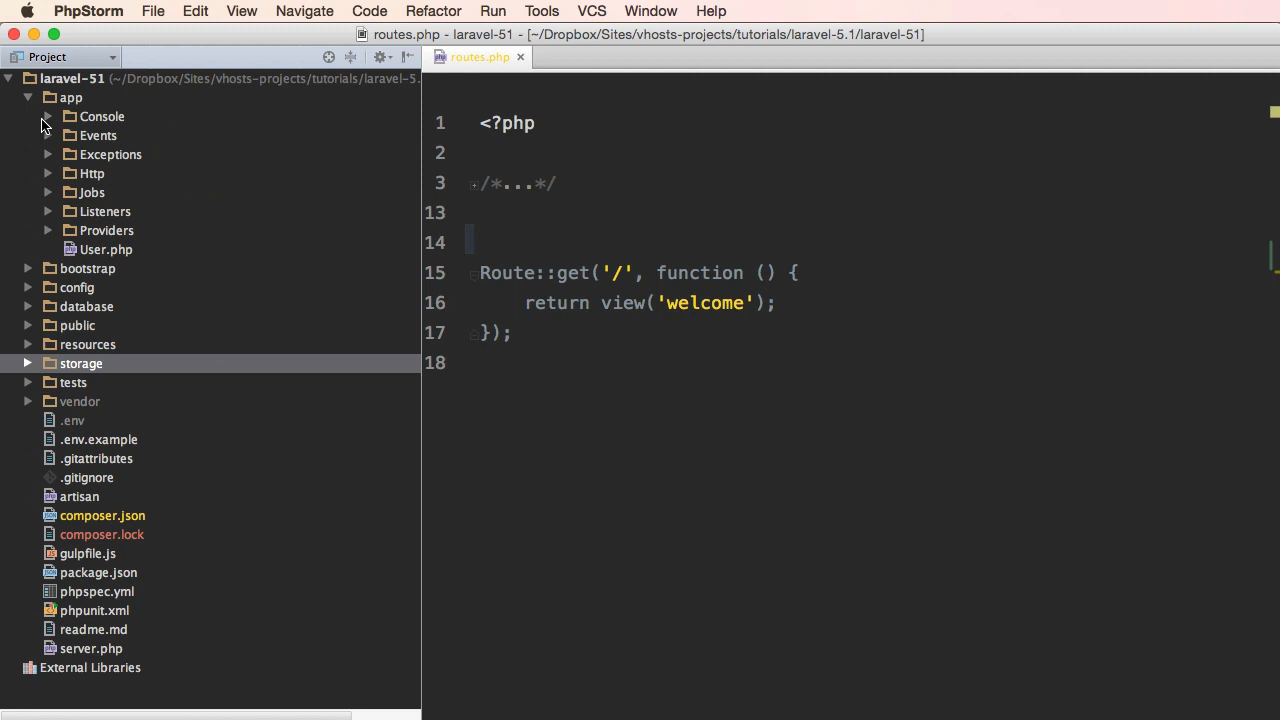 PhpStorm File Edit View Navigate Code Refactor Run Tools VCS Window Help
routes.php - laravel-51 - [~/Dropbox/Sites/vhosts-projects/tutorials/laravel-5.1/laravel-51]
Project
routes.php
laravel-51 (~/Dropbox/Sites/vhosts-projects/tutorials/laravel-5.
app
Console
Events
Exceptions
Http
Jobs
Listeners
Providers
User.php
bootstrap
config
database
public
resources
storage
tests
vendor
.env
.env.example
.gitattributes
.gitignore
artisan
composer.json
composer.lock
gulpfile.js
package.json
phpspec.yml
phpunit.xml
readme.md
server.php
External Libraries
1 <?php
2
3 /*...*/
13
14
15 Route::get('/', function () {
16 return view('welcome');
17 });
18